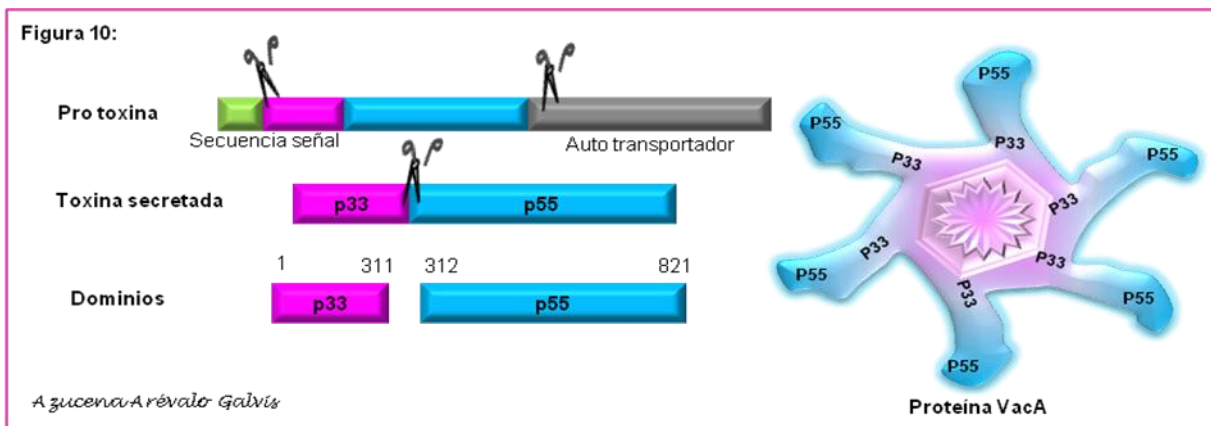 Figura 10:
Pro toxina
Secuencia señal
Auto transportador
Toxina secretada
p33
p55
1
311
312
821
Dominios
p33
p55
Azucena Arévalo Galvis
P55
P55
P55
P33
P33
P33
P33
P33
P33
P55
P55
P55
Proteína VacA